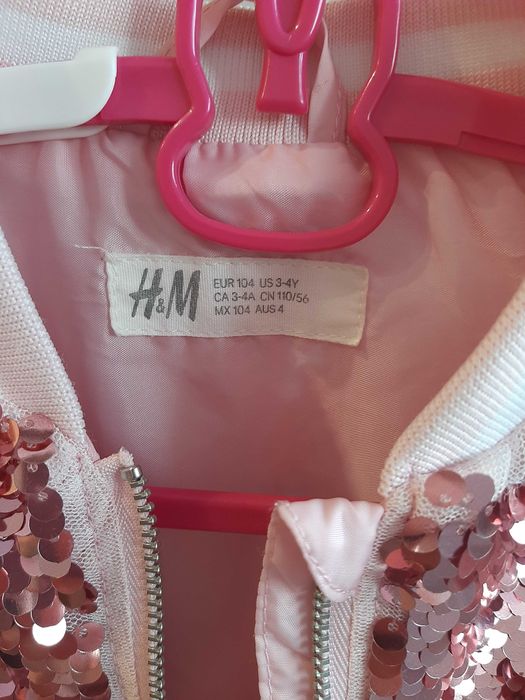 H&M
EUR 104 US 3-4Y
CA 3-4A CN 110/56
MX 104 AUS 4